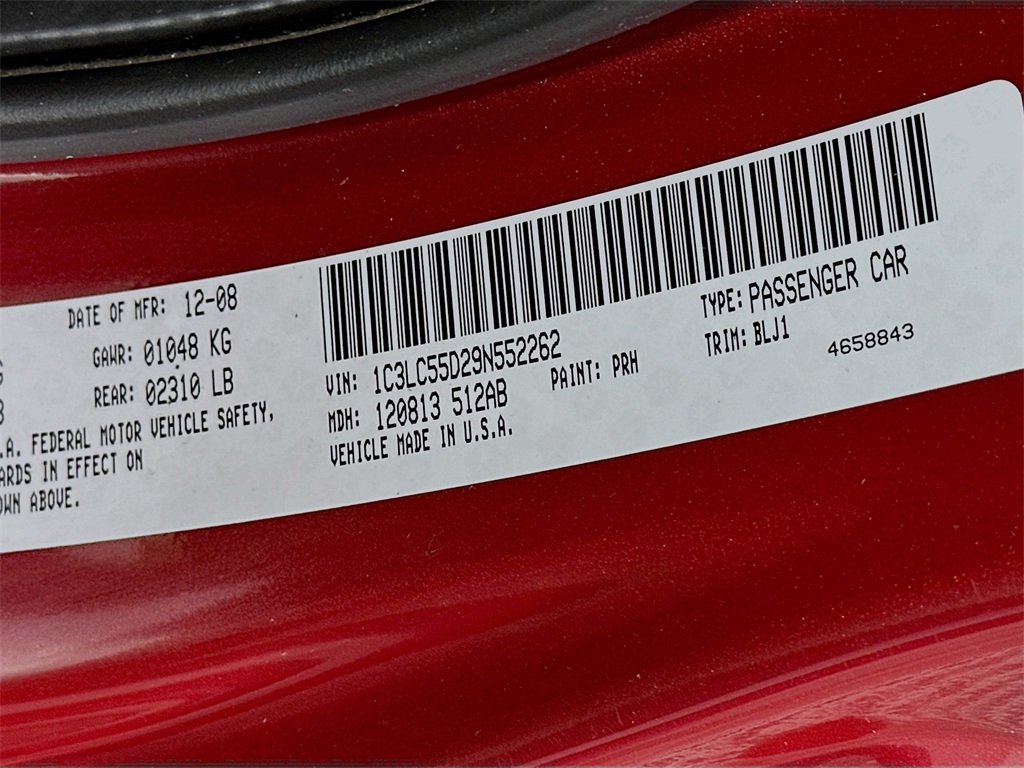 DATE OF MFR: 12-08
GAWR: 01048 KG
REAR: 02310 LB
.A. FEDERAL MOTOR VEHICLE SAFETY,
ARDS IN EFFECT ON
OWN ABOVE.
VIN: 1C3LC55D29N552262
TYPE: PASSENGER CAR
MDH: 120813 512AB
PAINT: PRH
TRIM: BLJ1
4658843
VEHICLE MADE IN U.S.A.